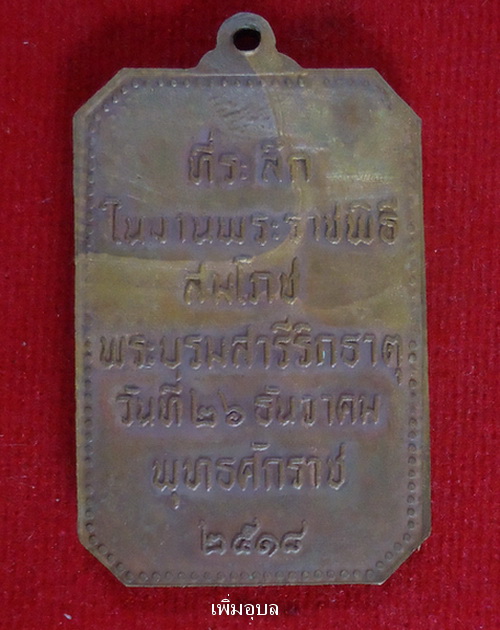 ที่ระลึก
ในงานพระราชพิธี
สมโภช
พระบรมสารีริกธาตุ
วันที่ ๒๖ ธันวาคม
พุทธศักราช
๒๕๑๘
เพิ่มอุบล